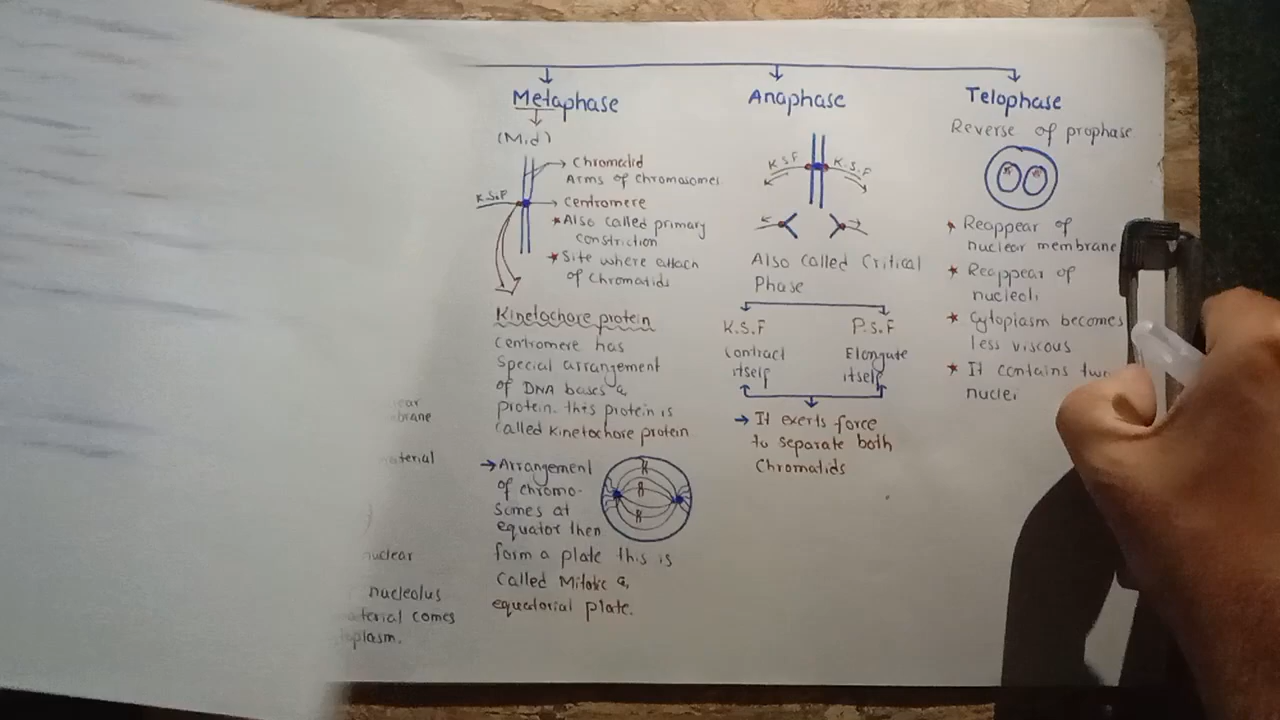 Metaphase
(Mid)
Chromatid
Arms of Chromosomes
K.S.F
Centromere
★Also called primary
constriction
★Site where attach
of Chromatids
Kinetochore protein
Centromere has
Special arrangement
of DNA bases &
protein. this protein is
called Kinetochore protein
→Arrangement
of chromo-
Somes at
equator then
form a plate this is
called Mitotic &
equatorial plate.
Anaphase
K.S.F K.S.F
Also called Critical
Phase
K.S.F P.S.F
Contract Elongate
itself itself
→ It exerts force
to separate both
Chromatids
Telophase
Reverse of prophase
★ Reappear of
nuclear membrane
★ Reappear of
nucleoli
★ Cytoplasm becomes
less viscous
★ It contains two
nuclei
nuclear
nucleolus
comes